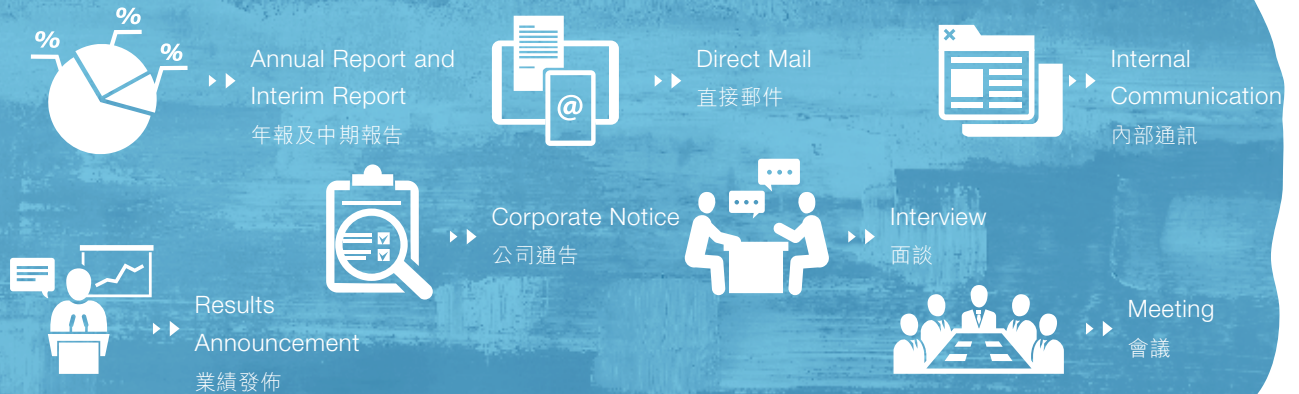 %
%
%
Annual Report and
Interim Report
年報及中期報告
@
Direct Mail
直接郵件
Internal
Communication
內部通訊
Corporate Notice
公司通告
Interview
面談
Results
Announcement
業績發佈
Meeting
會議